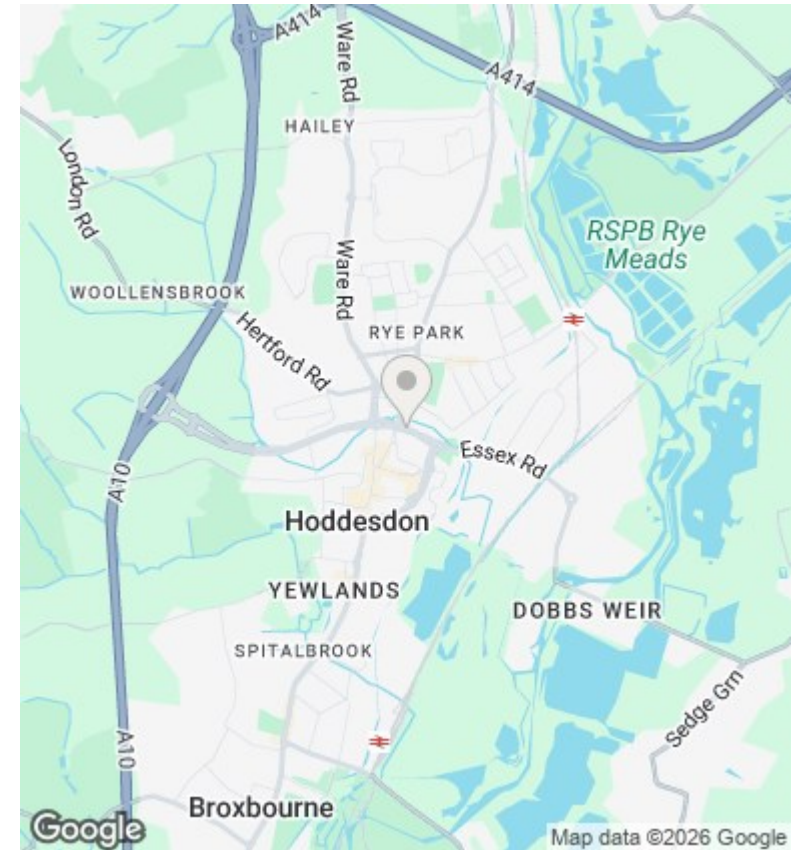 A414
Ware Rd
A414
HAILEY
London Rd
RSPB Rye
Meads
Ware Rd
WOOLLENSBROOK
Hertford Rd
RYE PARK
Essex Rd
A10
Hoddesdon
YEWLANDS
DOBBS WEIR
SPITALBROOK
Sedge Grn
A10
Broxbourne
Google
Map data ©2026 Google